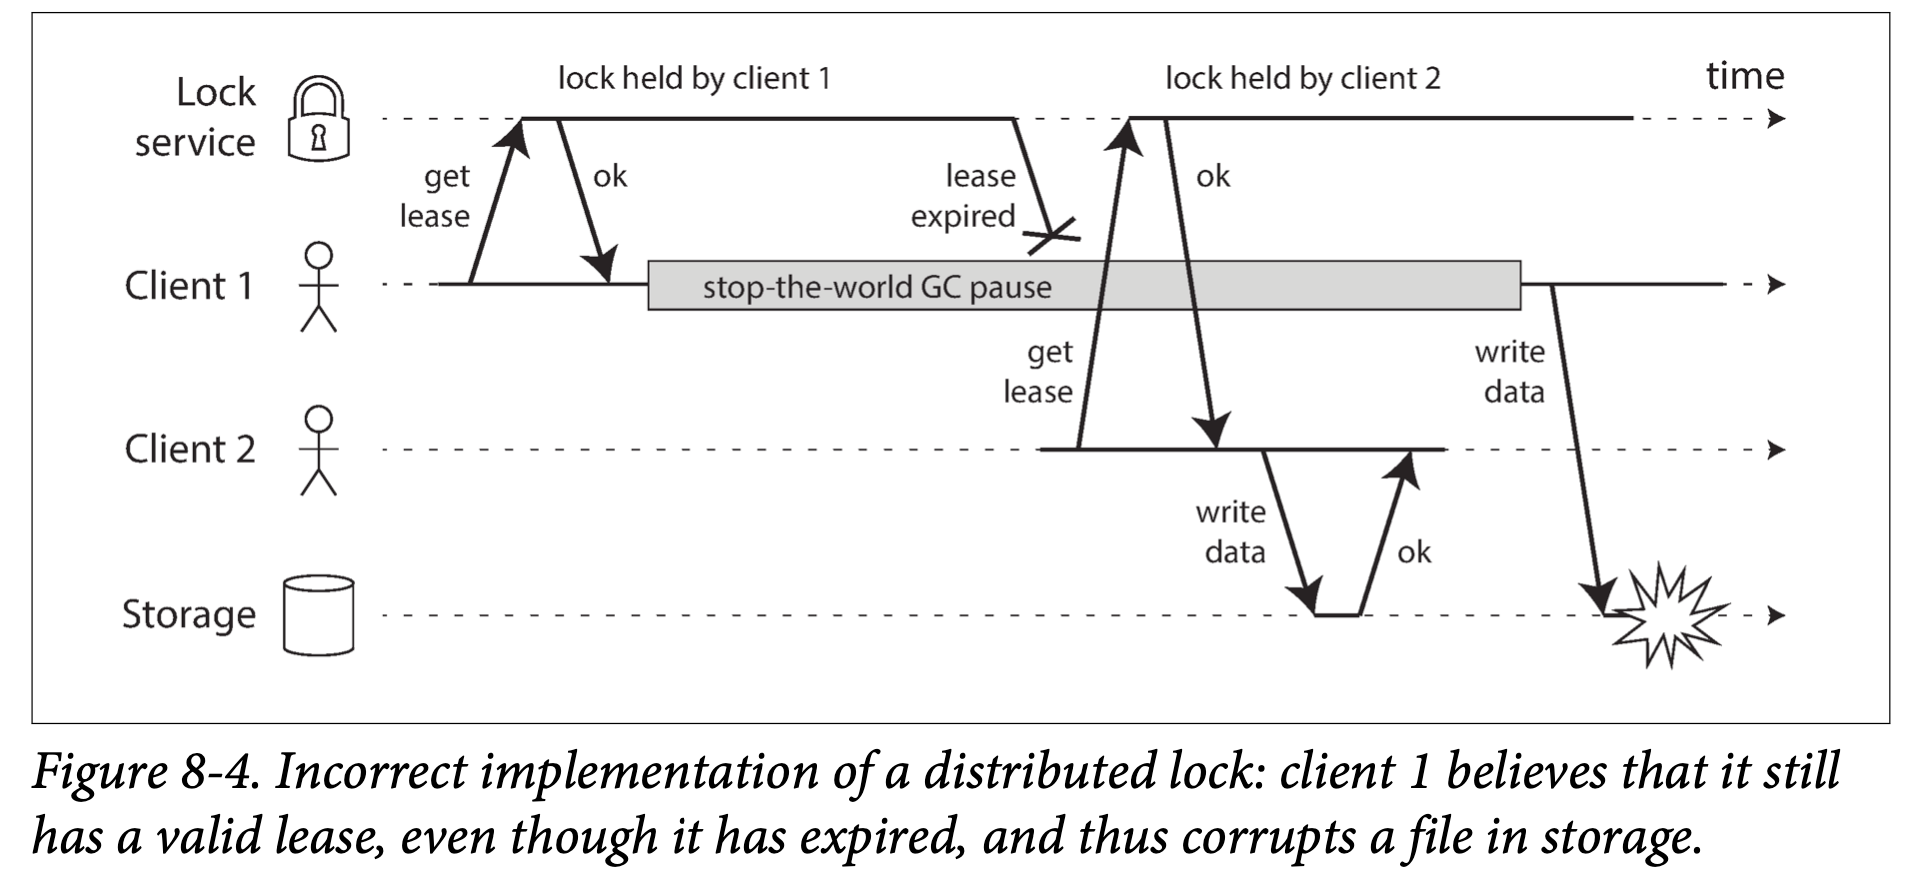 lock held by client 1
lock held by client 2
time
Lock
service
get
lease
ok
lease
expired
ok
Client 1
stop-the-world GC pause
get
lease
write
data
Client 2
write
data
ok
Storage
Figure 8-4. Incorrect implementation of a distributed lock: client 1 believes that it still
has a valid lease, even though it has expired, and thus corrupts a file in storage.